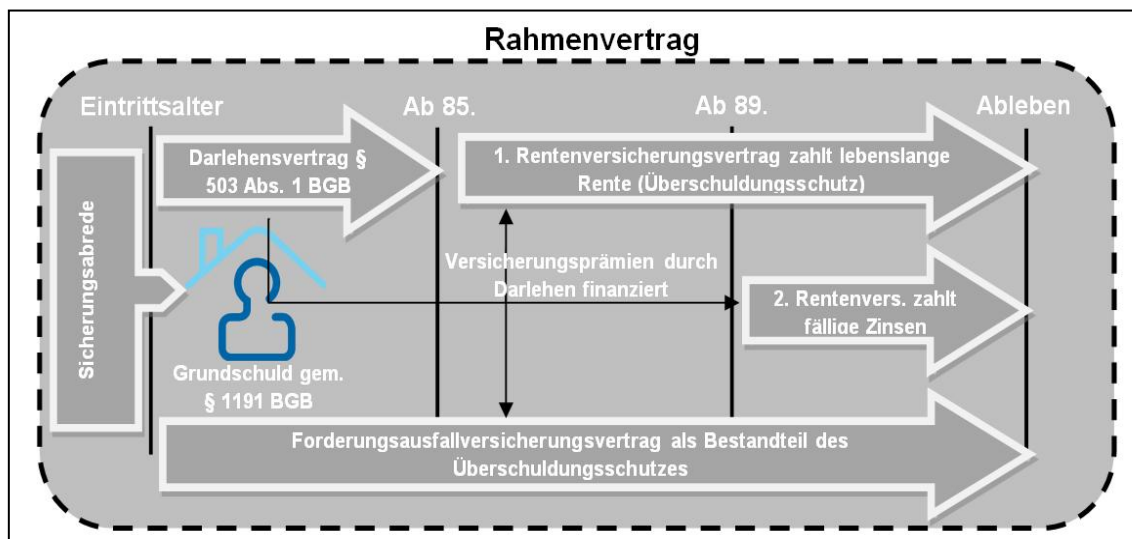 Rahmenvertrag
Eintrittsalter
Ab 85.
Ab 89.
Ableben
Sicherungsabrede
Darlehensvertrag §
503 Abs. 1 BGB
1. Rentenversicherungsvertrag zahlt lebenslange
Rente (Überschuldungsschutz)
Versicherungsprämien durch
Darlehen finanziert
2. Rentenvers. zahlt
fällige Zinsen
Grundschuld gem.
§ 1191 BGB
Forderungsausfallversicherungsvertrag als Bestandteil des
Überschuldungsschutzes